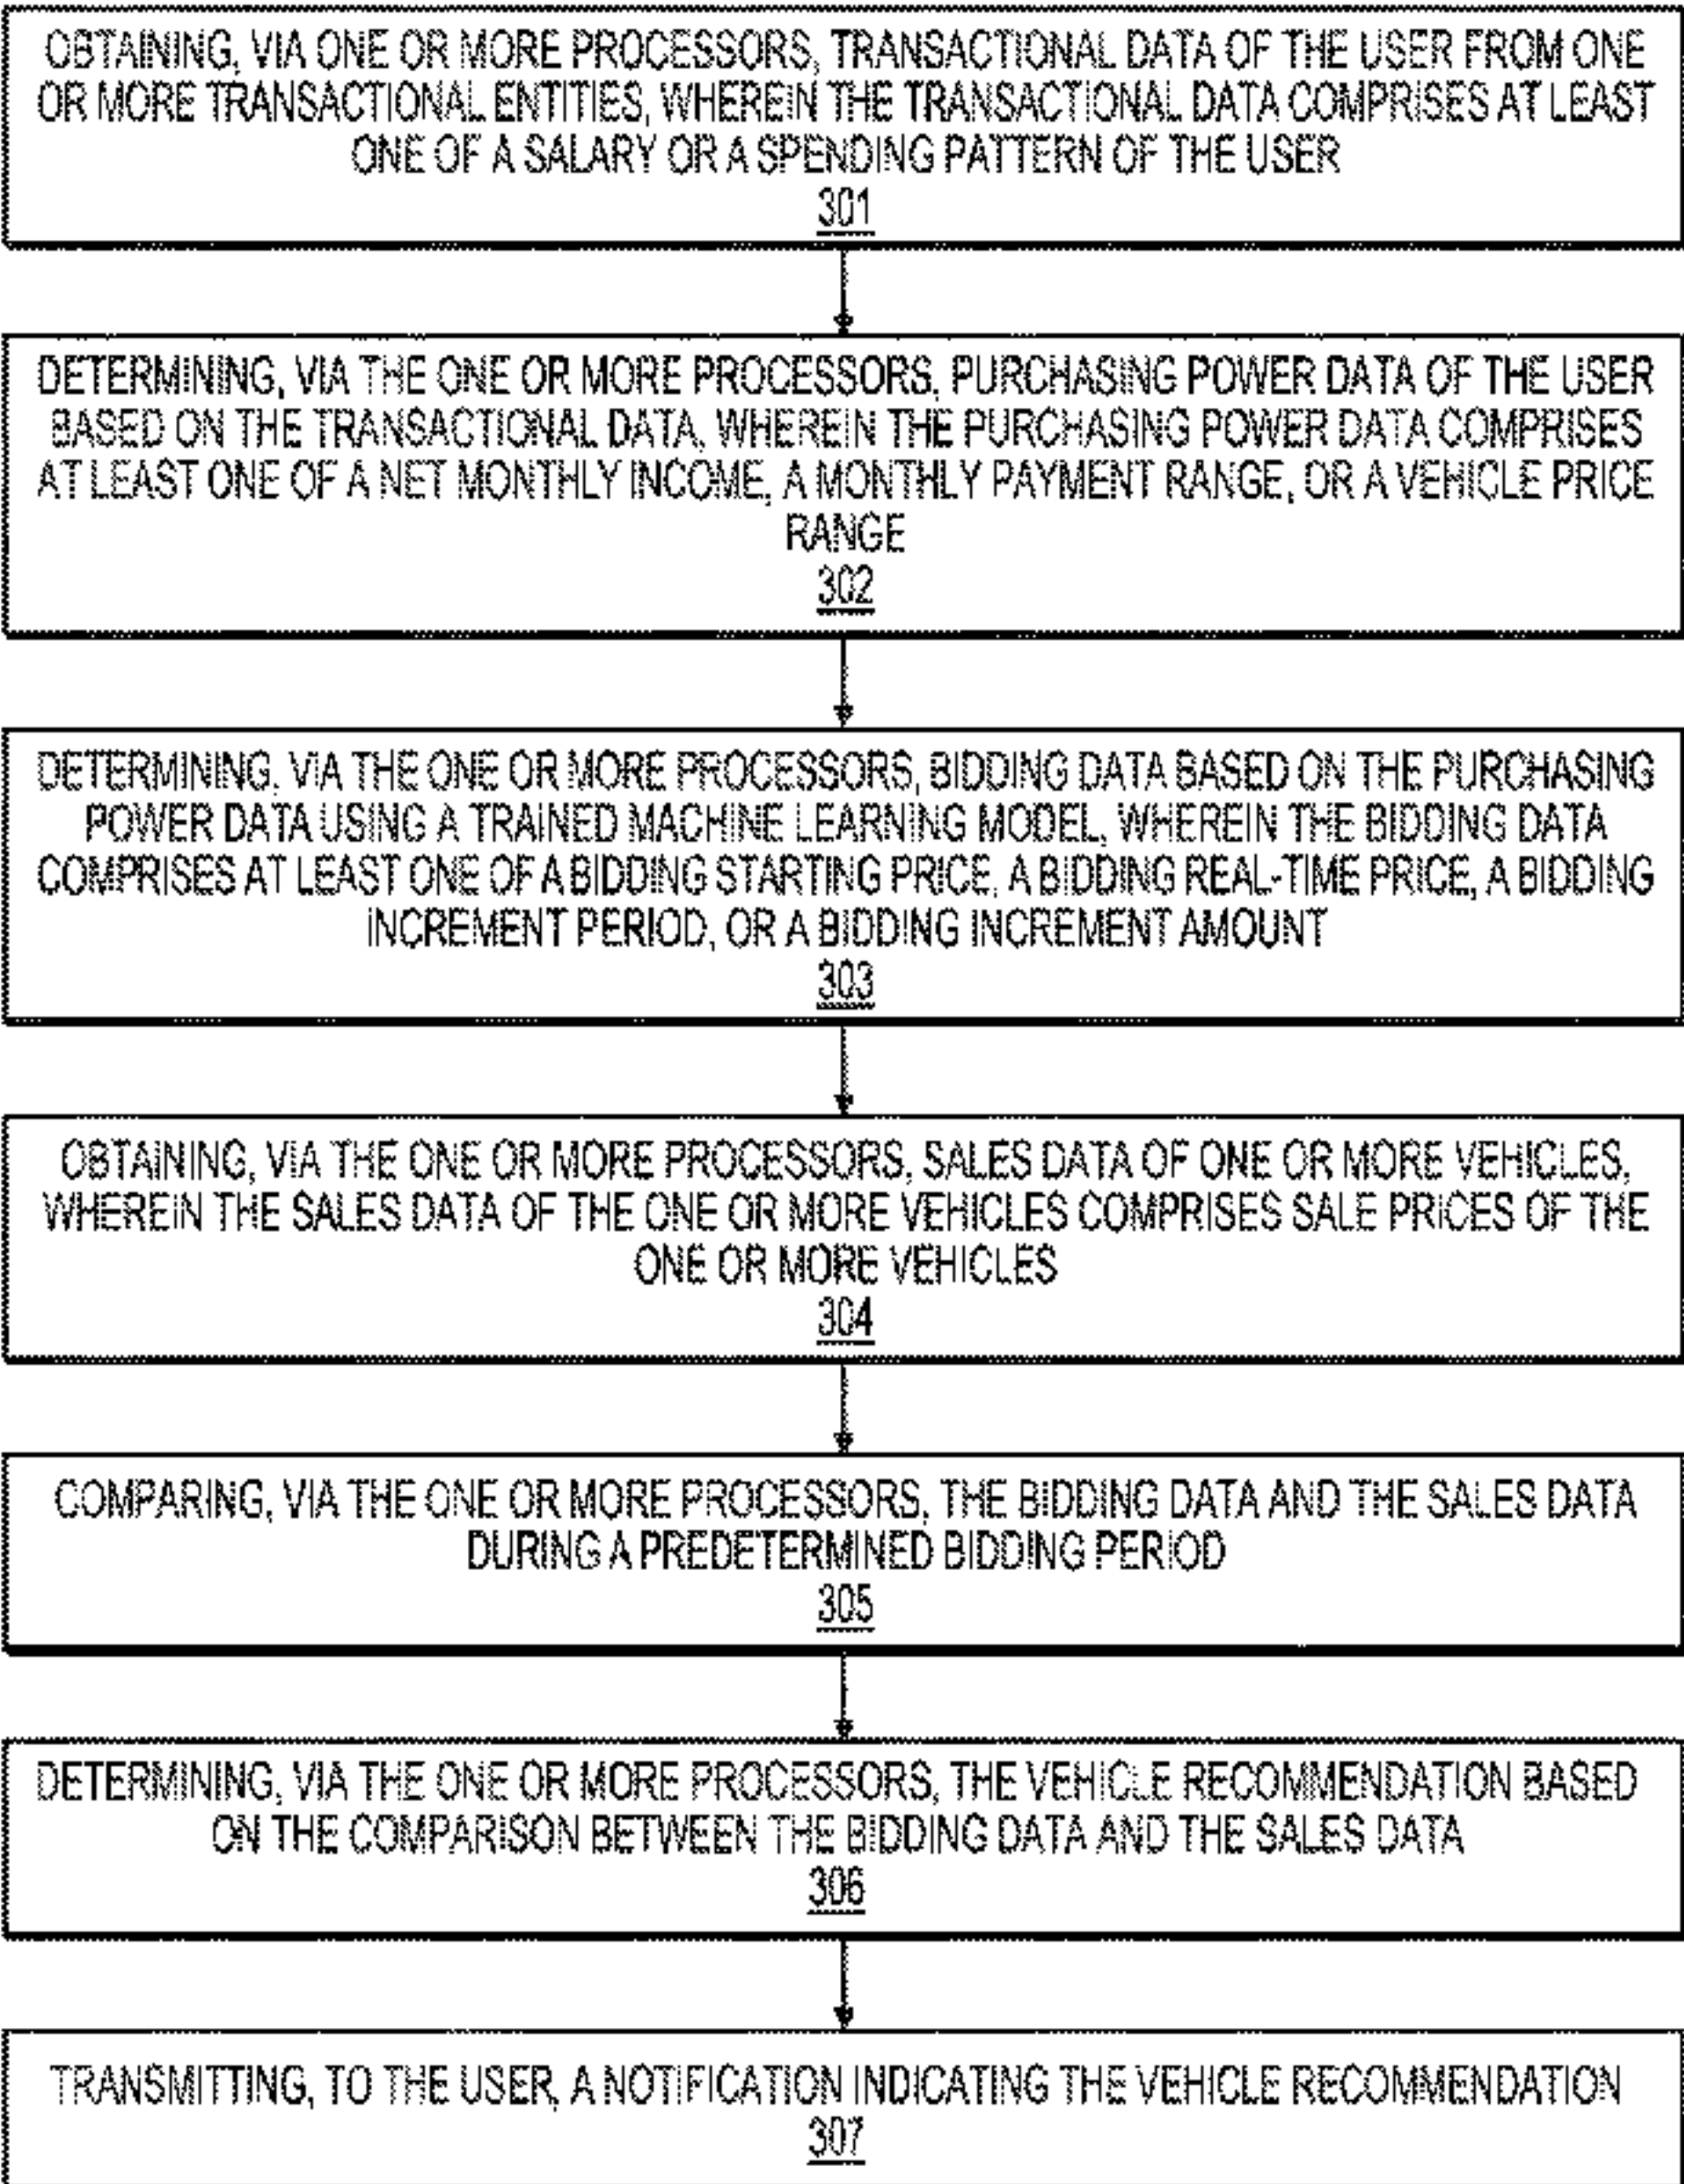 OBTAINING, VIA ONE OR MORE PROCESSORS, TRANSACTIONAL DATA OF THE USER FROM ONE
OR MORE TRANSACTIONAL ENTITIES, WHEREIN THE TRANSACTIONAL DATA COMPRISES AT LEAST
ONE OF A SALARY OR A SPENDING PATTERN OF THE USER
301
DETERMINING, VIA THE ONE OR MORE PROCESSORS, PURCHASING POWER DATA OF THE USER
BASED ON THE TRANSACTIONAL DATA, WHEREIN THE PURCHASING POWER DATA COMPRISES
AT LEAST ONE OF A NET MONTHLY INCOME, A MONTHLY PAYMENT RANGE, OR A VEHICLE PRICE
RANGE
302
DETERMINING, VIA THE ONE OR MORE PROCESSORS, BIDDING DATA BASED ON THE PURCHASING
POWER DATA USING A TRAINED MACHINE LEARNING MODEL, WHEREIN THE BIDDING DATA
COMPRISES AT LEAST ONE OF A BIDDING STARTING PRICE, A BIDDING REAL-TIME PRICE, A BIDDING
INCREMENT PERIOD, OR A BIDDING INCREMENT AMOUNT
303
OBTAINING, VIA THE ONE OR MORE PROCESSORS, SALES DATA OF ONE OR MORE VEHICLES,
WHEREIN THE SALES DATA OF THE ONE OR MORE VEHICLES COMPRISES SALE PRICES OF THE
ONE OR MORE VEHICLES
304
COMPARING, VIA THE ONE OR MORE PROCESSORS, THE BIDDING DATA AND THE SALES DATA
DURING A PREDETERMINED BIDDING PERIOD
305
DETERMINING, VIA THE ONE OR MORE PROCESSORS, THE VEHICLE RECOMMENDATION BASED
ON THE COMPARISON BETWEEN THE BIDDING DATA AND THE SALES DATA
306
TRANSMITTING, TO THE USER, A NOTIFICATION INDICATING THE VEHICLE RECOMMENDATION
307